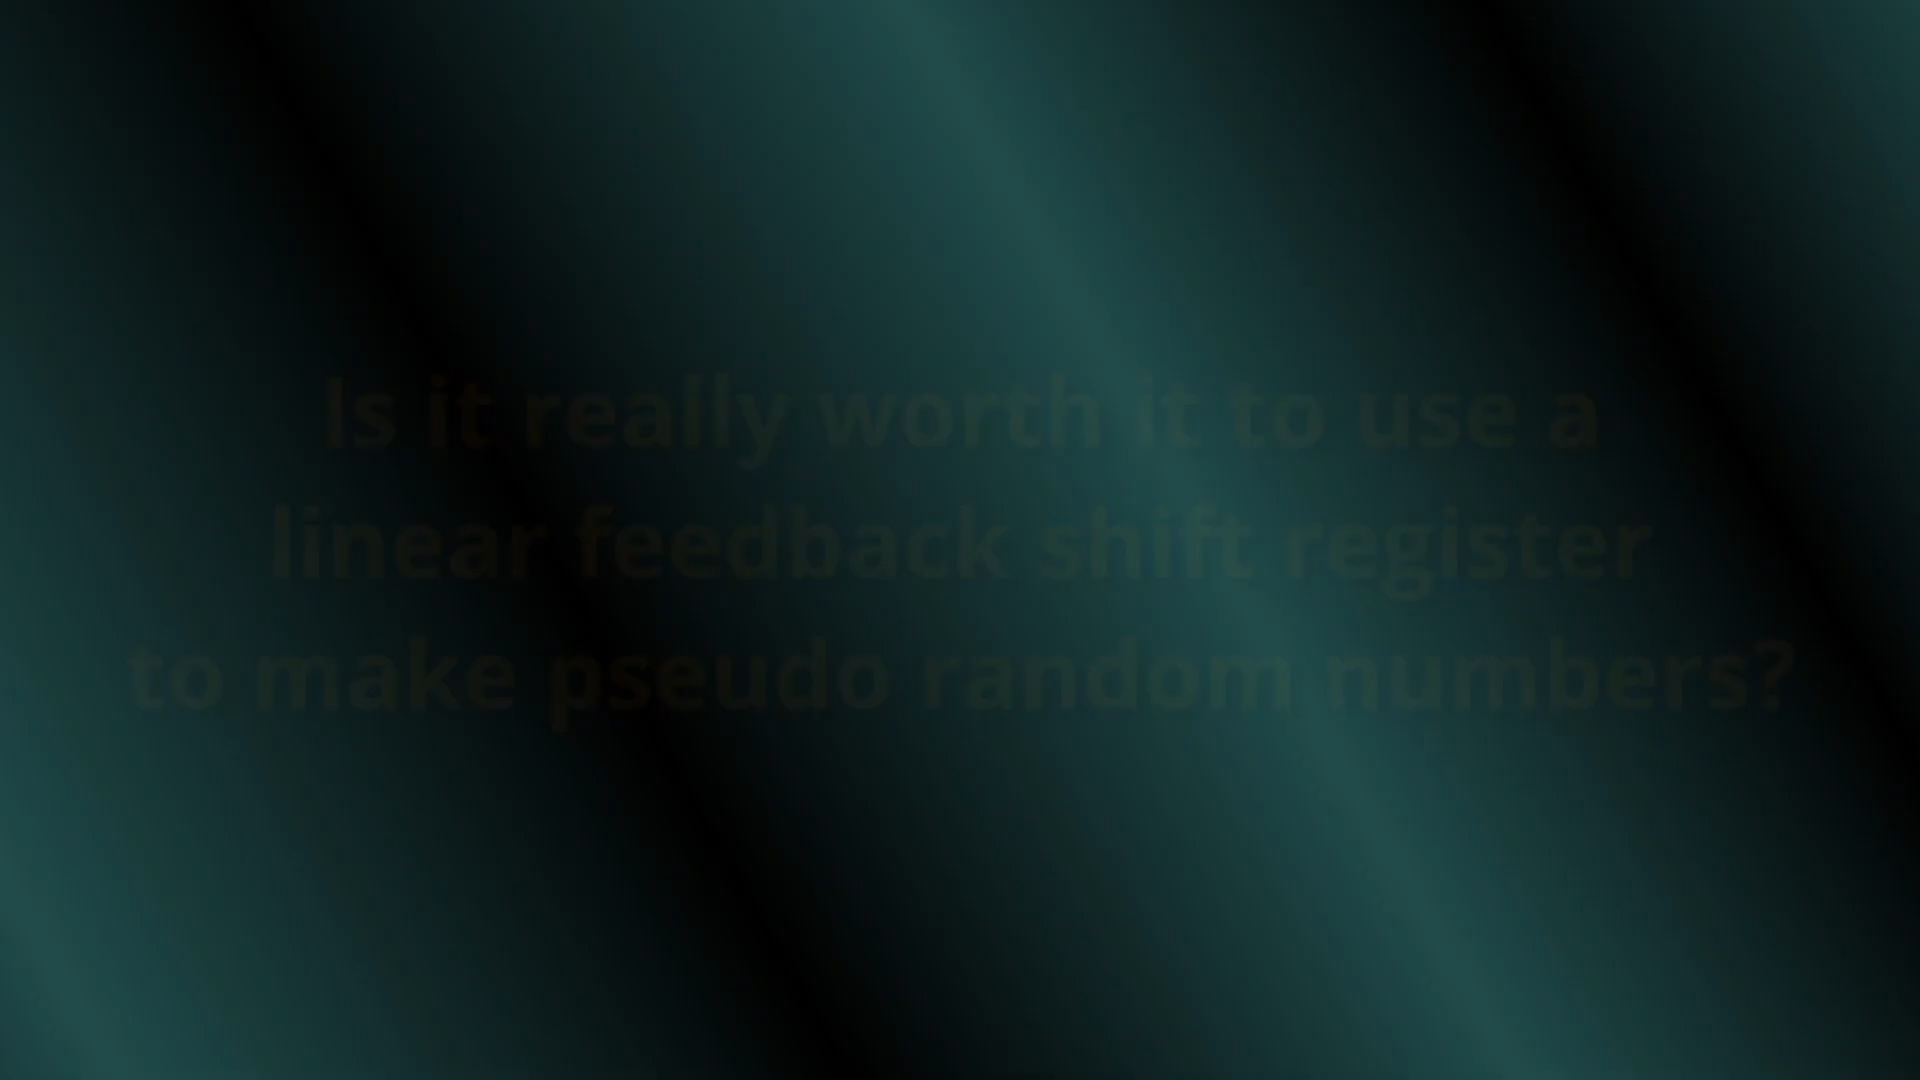 Is it really worth it to use a
linear feedback shift register
to make pseudo random numbers?